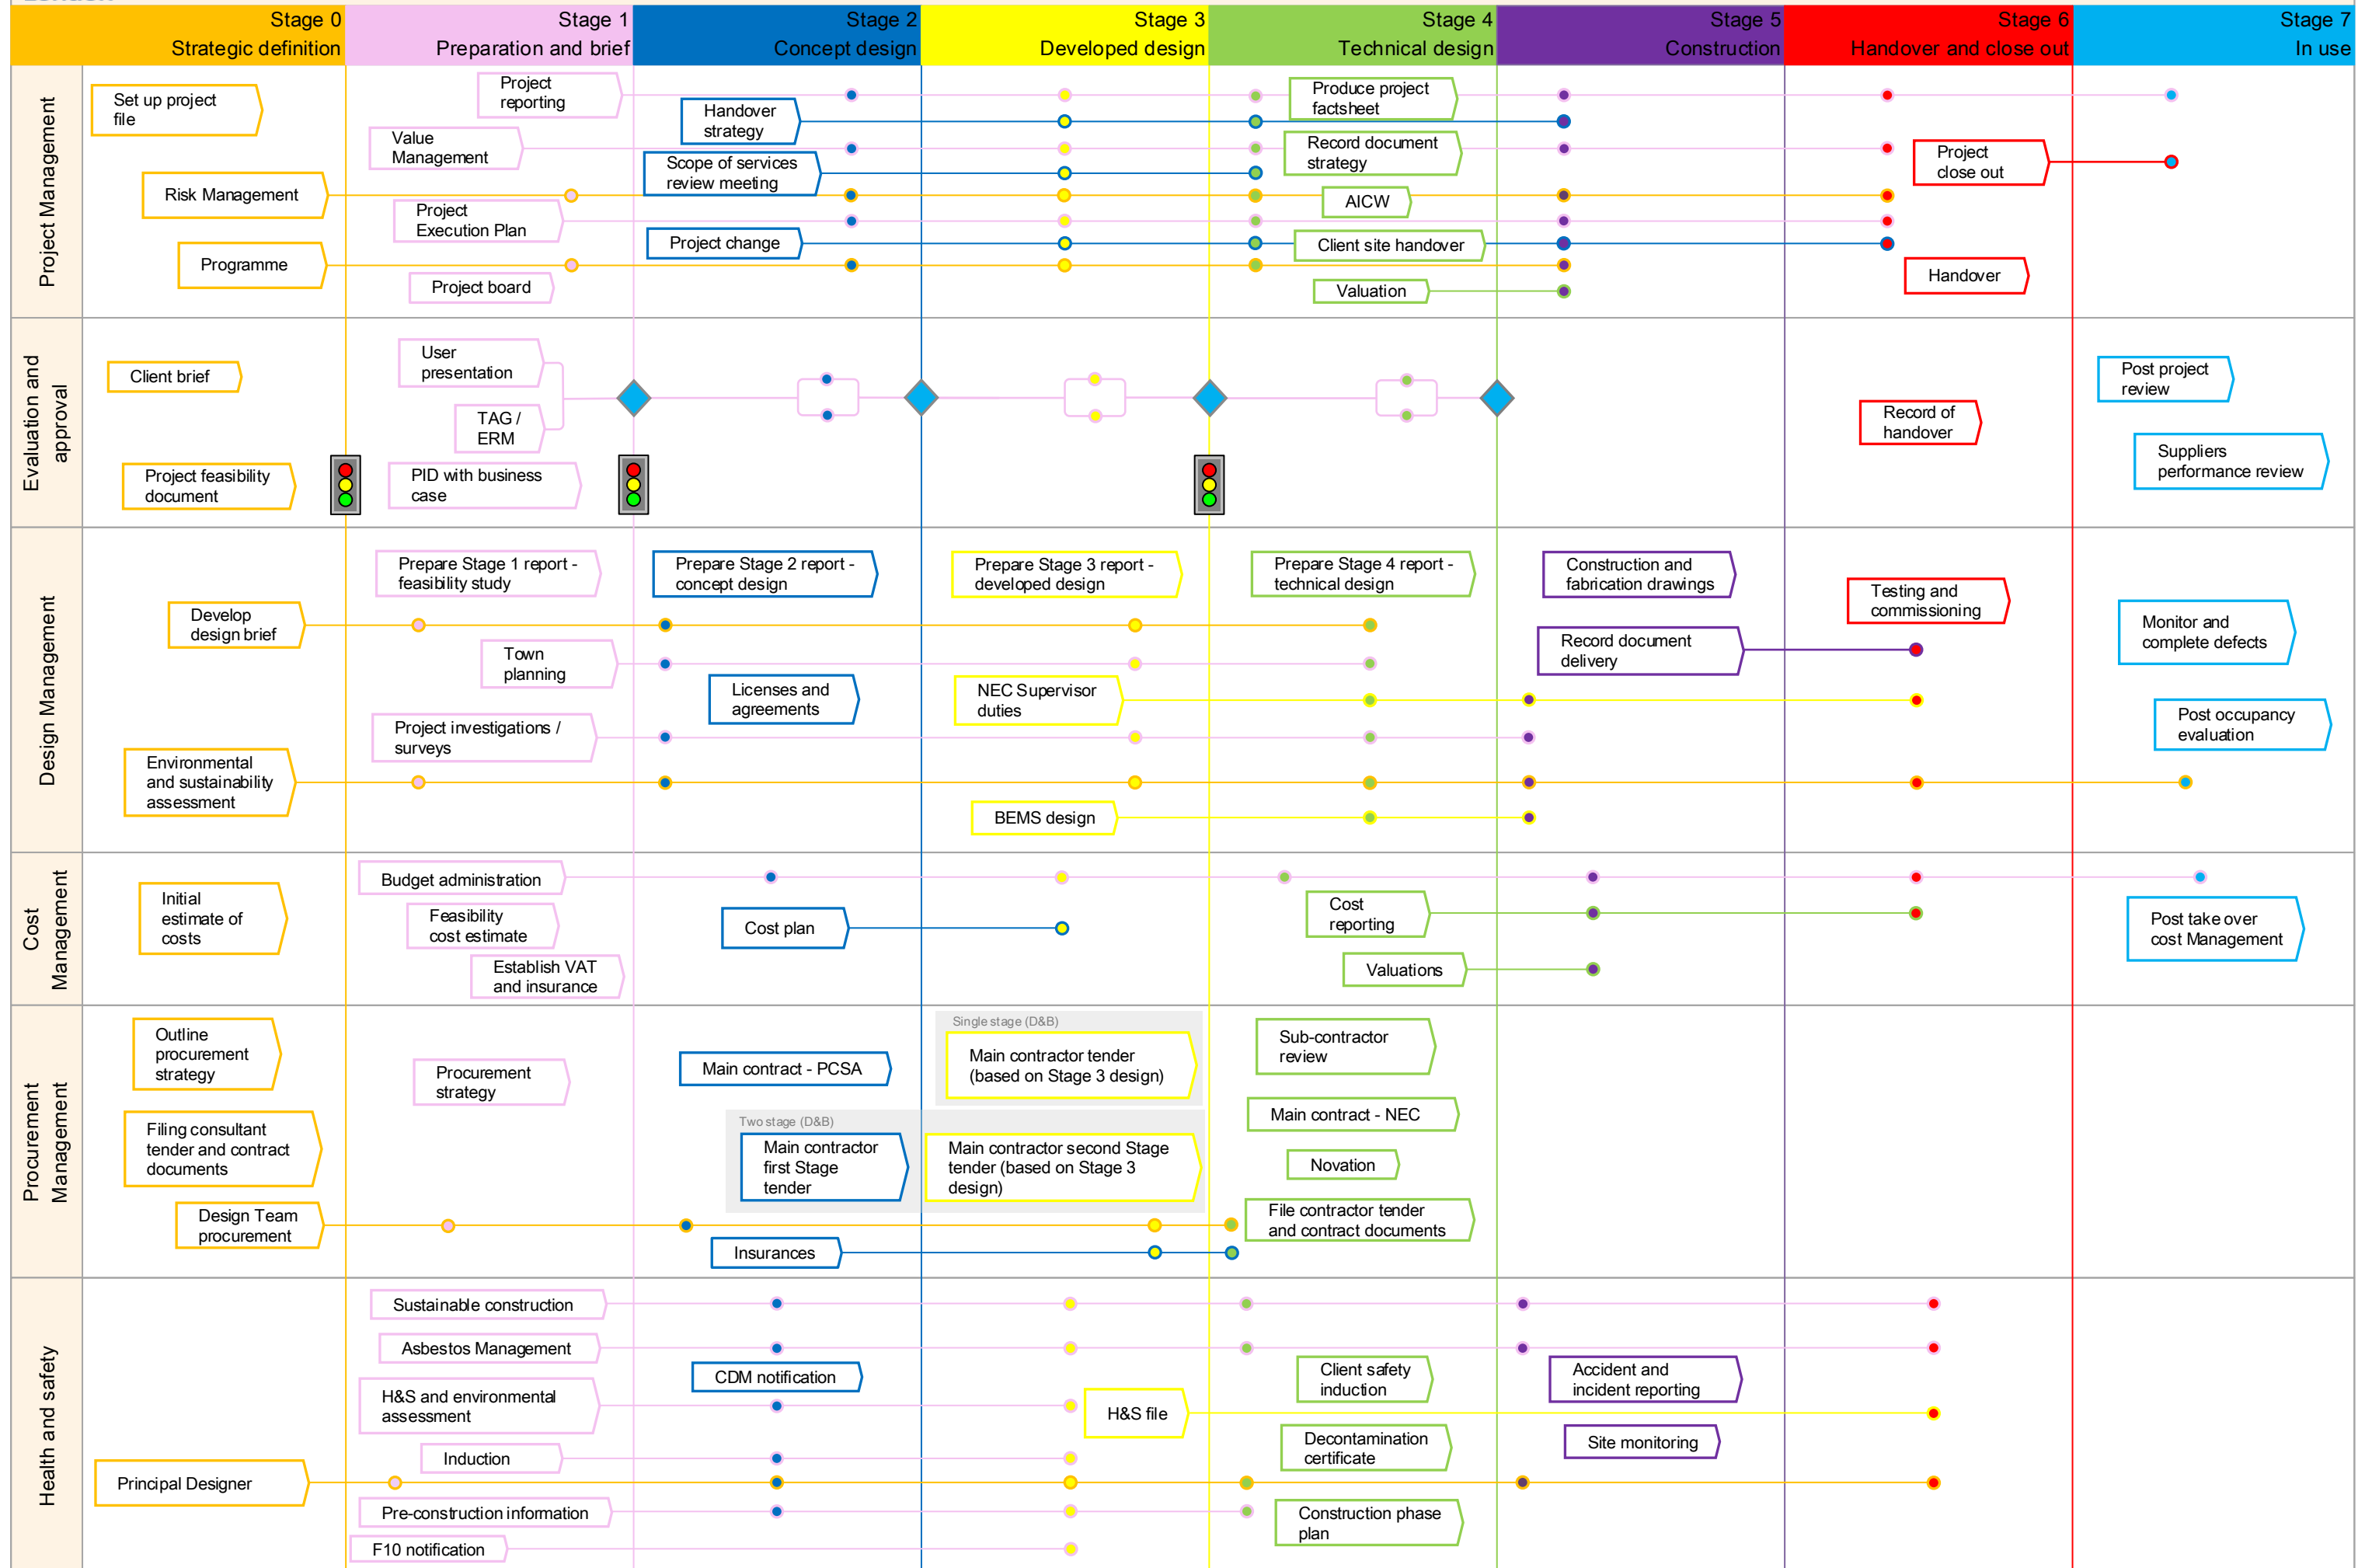 Stage 0
Strategic definition
Stage 1
Preparation and brief
Stage 2
Concept design
Stage 3
Developed design
Stage 4
Technical design
Stage 5
Construction
Stage 6
Handover and close out
Stage 7
In use
Project Management
Set up project
file
Risk Management
Programme
Project
reporting
Value
Management
Project
Execution Plan
Project board
Handover
strategy
Scope of services
review meeting
Project change
Produce project
factsheet
Record document
strategy
AICW
Client site handover
Valuation
Project
close out
Handover
Evaluation and
approval
Client brief
Project feasibility
document
User
presentation
TAG /
ERM
PID with business
case
Record of
handover
Post project
review
Suppliers
performance review
Design Management
Develop
design brief
Environmental
and sustainability
assessment
Prepare Stage 1 report -
feasibility study
Town
planning
Project investigations /
surveys
Prepare Stage 2 report -
concept design
Licenses and
agreements
Prepare Stage 3 report -
developed design
NEC Supervisor
duties
BEMS design
Prepare Stage 4 report -
technical design
Construction and
fabrication drawings
Record document
delivery
Testing and
commissioning
Monitor and
complete defects
Post occupancy
evaluation
Cost
Management
Initial
estimate of
costs
Budget administration
Feasibility
cost estimate
Establish VAT
and insurance
Cost plan
Cost
reporting
Valuations
Post take over
cost Management
Procurement
Management
Outline
procurement
strategy
Filing consultant
tender and contract
documents
Design Team
procurement
Procurement
strategy
Main contract - PCSA
Single stage (D&B)
Main contractor tender
(based on Stage 3 design)
Two stage (D&B)
Main contractor
first Stage
tender
Main contractor second Stage
tender (based on Stage 3
design)
Insurances
Sub-contractor
review
Main contract - NEC
Novation
File contractor tender
and contract documents
Health and safety
Principal Designer
Sustainable construction
Asbestos Management
H&S and environmental
assessment
Induction
Pre-construction information
F10 notification
CDM notification
H&S file
Client safety
induction
Decontamination
certificate
Construction phase
plan
Accident and
incident reporting
Site monitoring